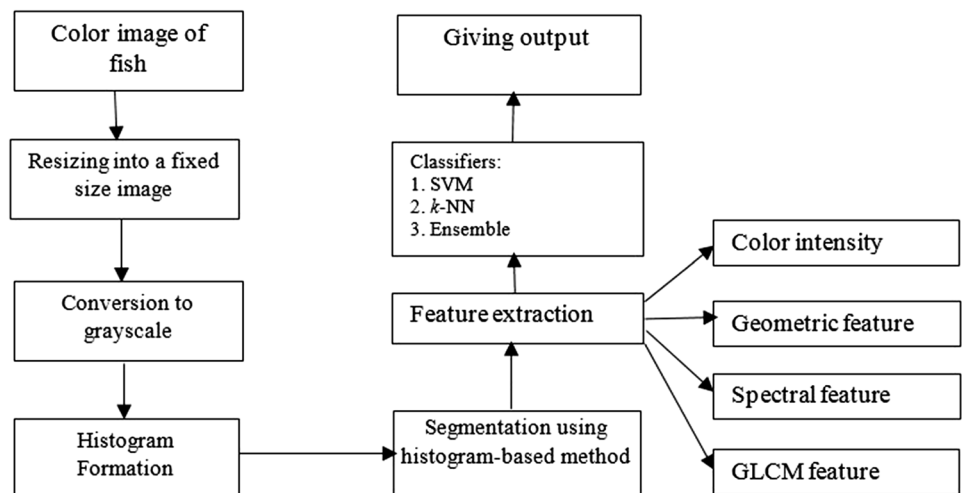 Color image of
fish
Resizing into a fixed
size image
Conversion to
grayscale
Histogram
Formation
Segmentation using
histogram-based method
Feature extraction
Color intensity
Geometric feature
Spectral feature
GLCM feature
Classifiers:
1. SVM
2. k-NN
3. Ensemble
Giving output